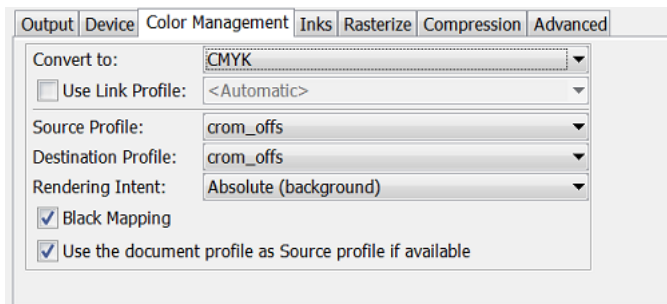 Output Device Color Management Inks Rasterize Compression Advanced
Convert to: CMYK
Use Link Profile: <Automatic>
Source Profile: crom_offs
Destination Profile: crom_offs
Rendering Intent: Absolute (background)
Black Mapping
Use the document profile as Source profile if available